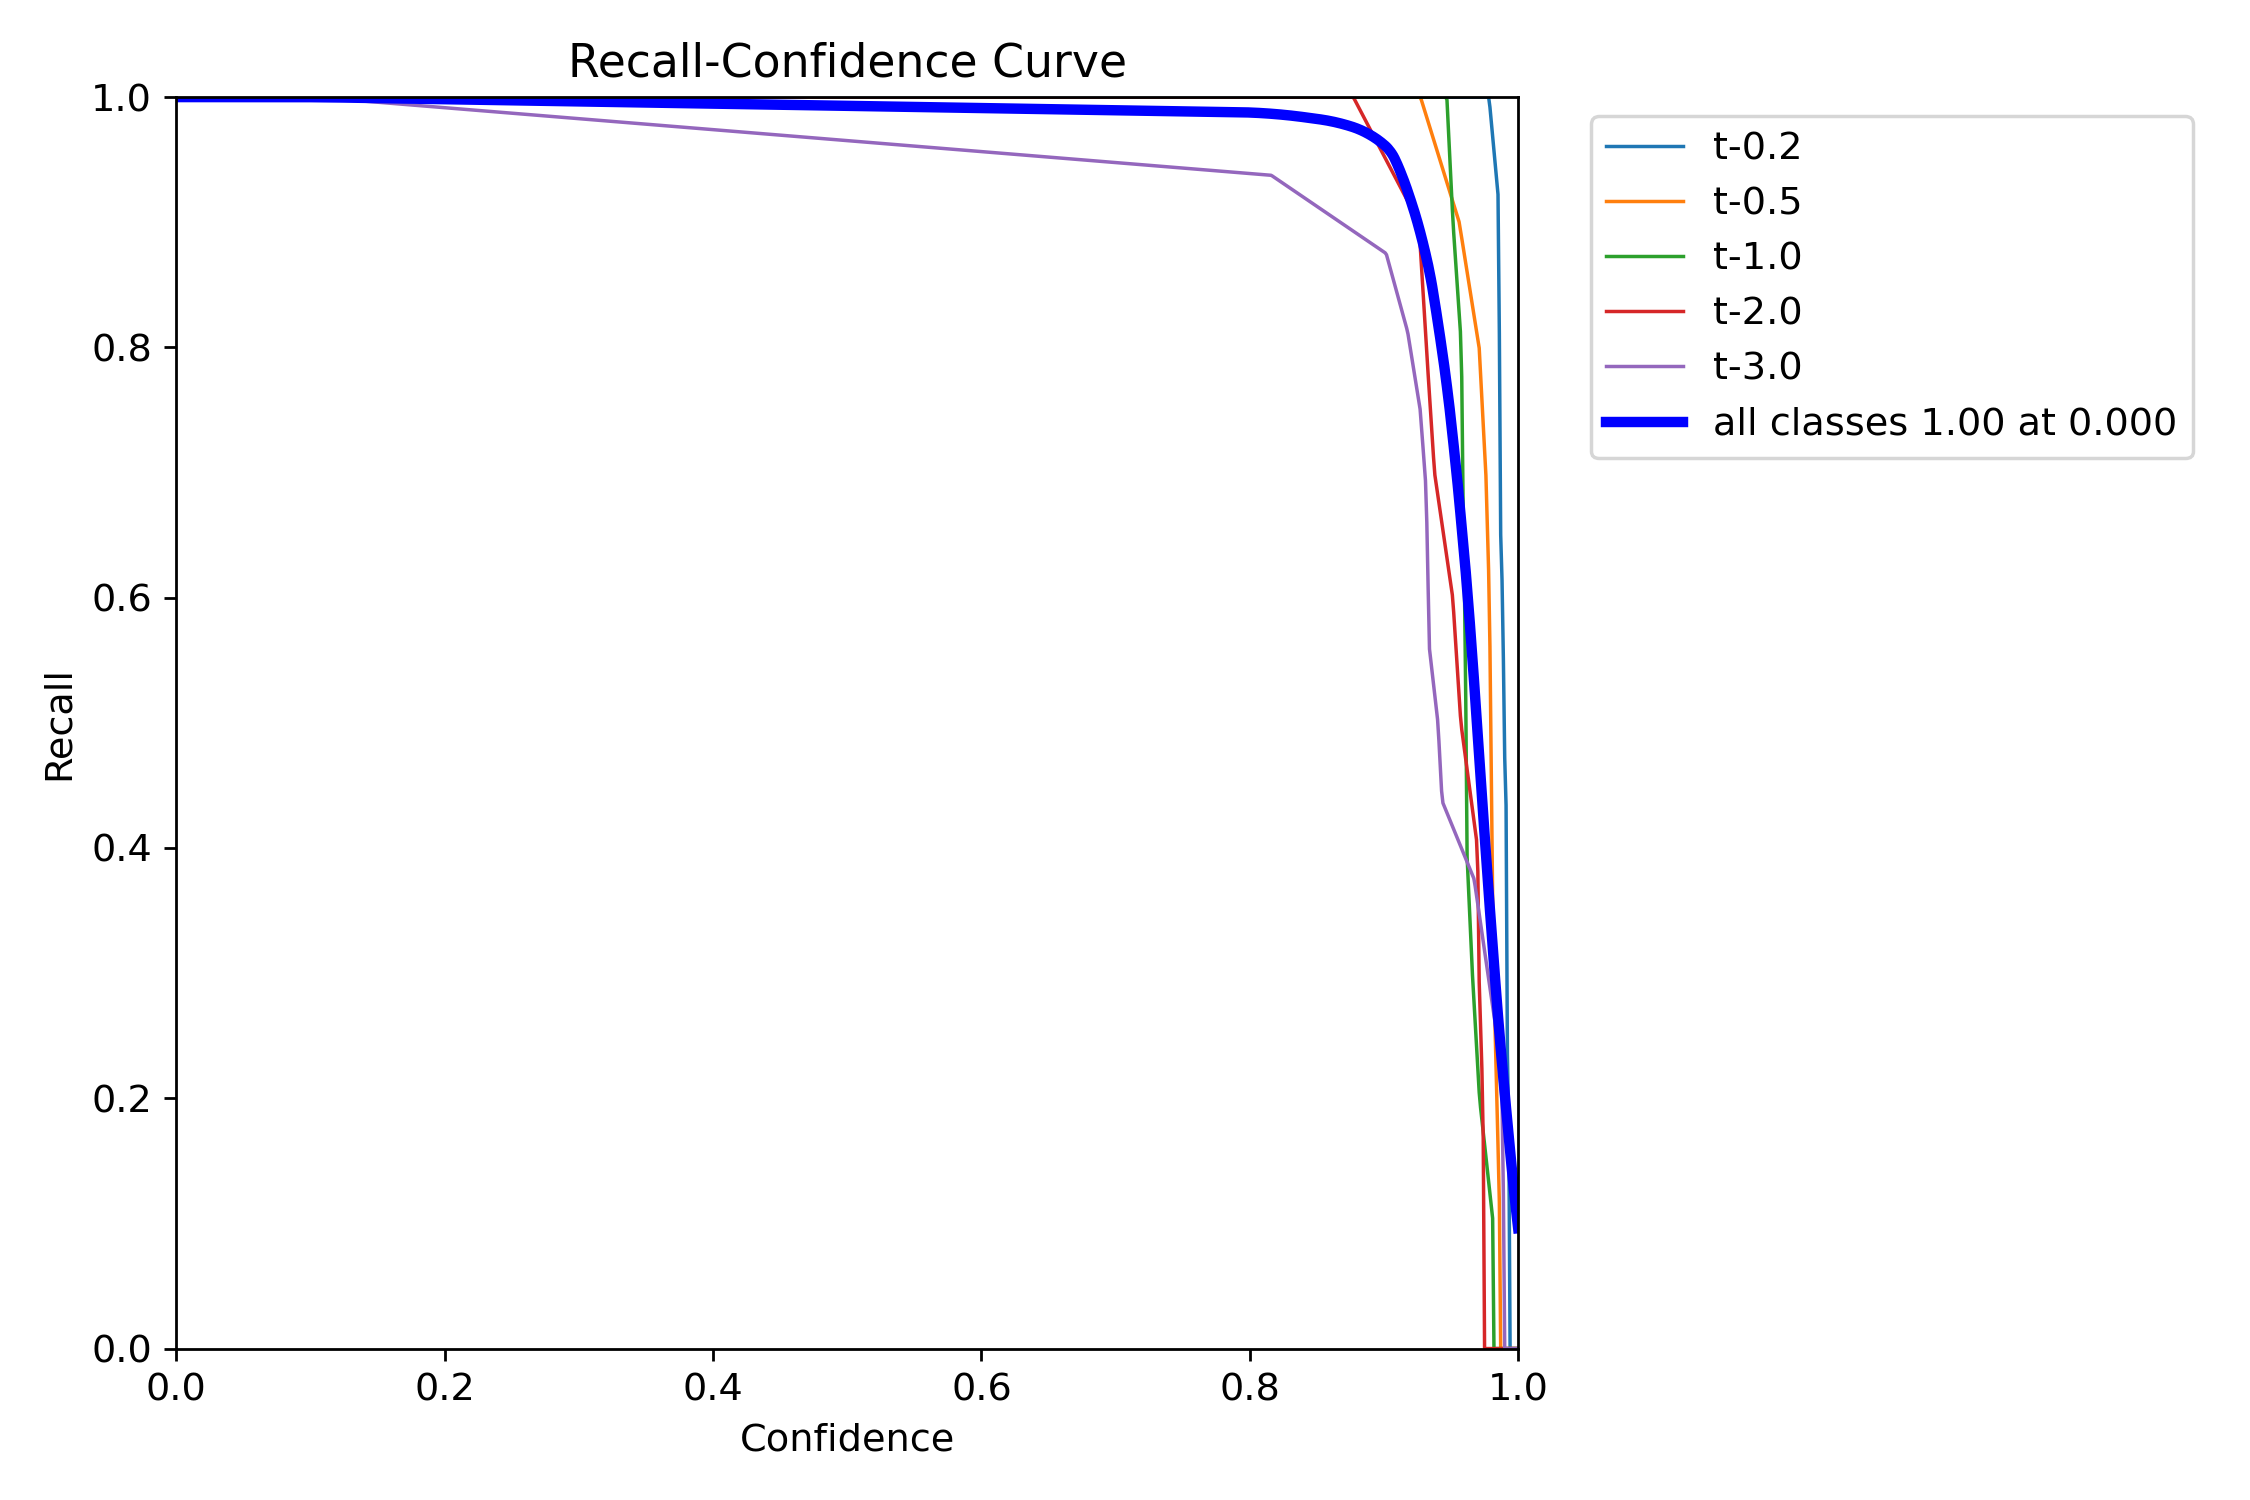 Recall-Confidence Curve
1.0
0.8
0.6
0.4
0.2
0.0
Recall
0.0 0.2 0.4 0.6 0.8 1.0
Confidence
t-0.2
t-0.5
t-1.0
t-2.0
t-3.0
all classes 1.00 at 0.000